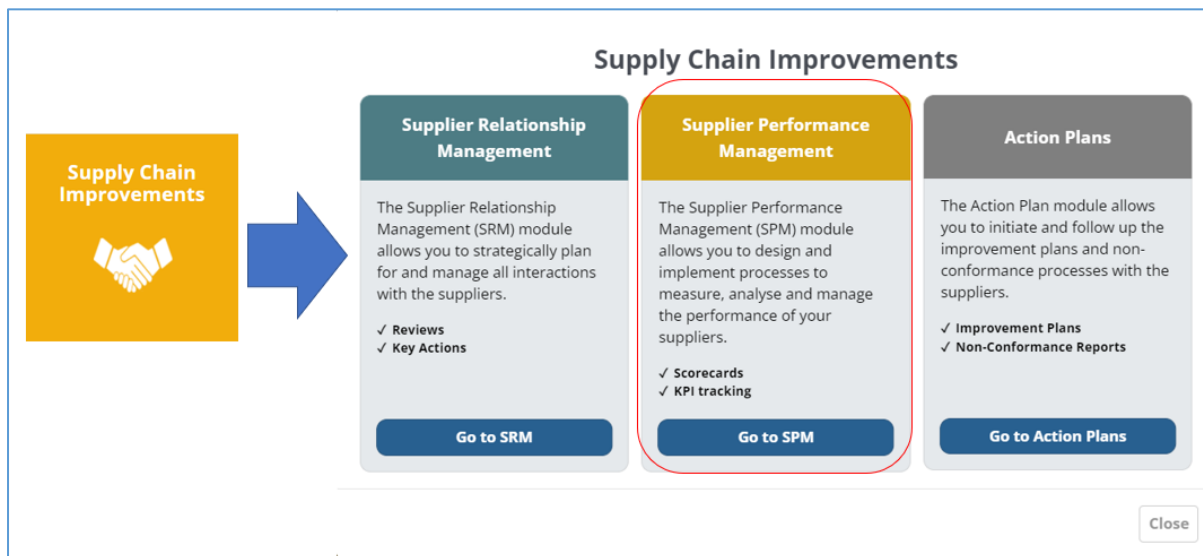 Supply Chain
Improvements
Supply Chain Improvements
Supplier Relationship
Management
The Supplier Relationship
Management (SRM) module
allows you to strategically plan
for and manage all interactions
with the suppliers.
✓ Reviews
✓ Key Actions
Go to SRM
Supplier Performance
Management
The Supplier Performance
Management (SPM) module
allows you to design and
implement processes to
measure, analyse and manage
the performance of your
suppliers.
✓ Scorecards
✓ KPI tracking
Go to SPM
Action Plans
The Action Plan module allows
you to initiate and follow up the
improvement plans and non-
conformance processes with the
suppliers.
✓ Improvement Plans
✓ Non-Conformance Reports
Go to Action Plans
Close